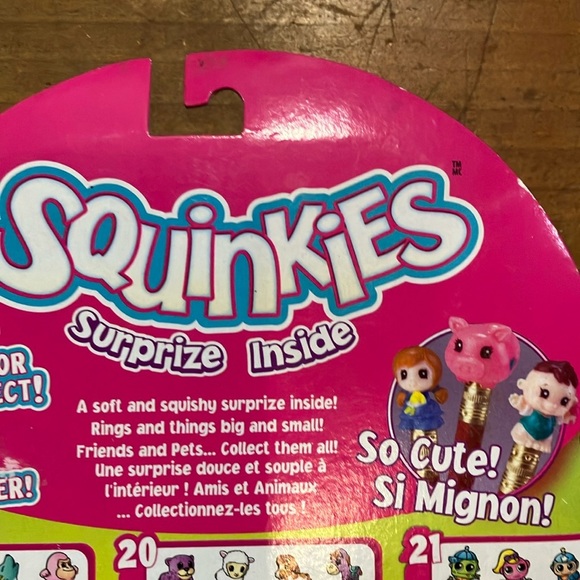 SQUINKIES
TM
MC
Surprize Inside
OR
ECT!
A soft and squishy surprize inside!
Rings and things big and small!
Friends and Pets... Collect them all!
Une surprise douce et souple à
l'intérieur ! Amis et Animaux
... Collectionnez-les tous !
ER!
So Cute!
Si Mignon!
20
21